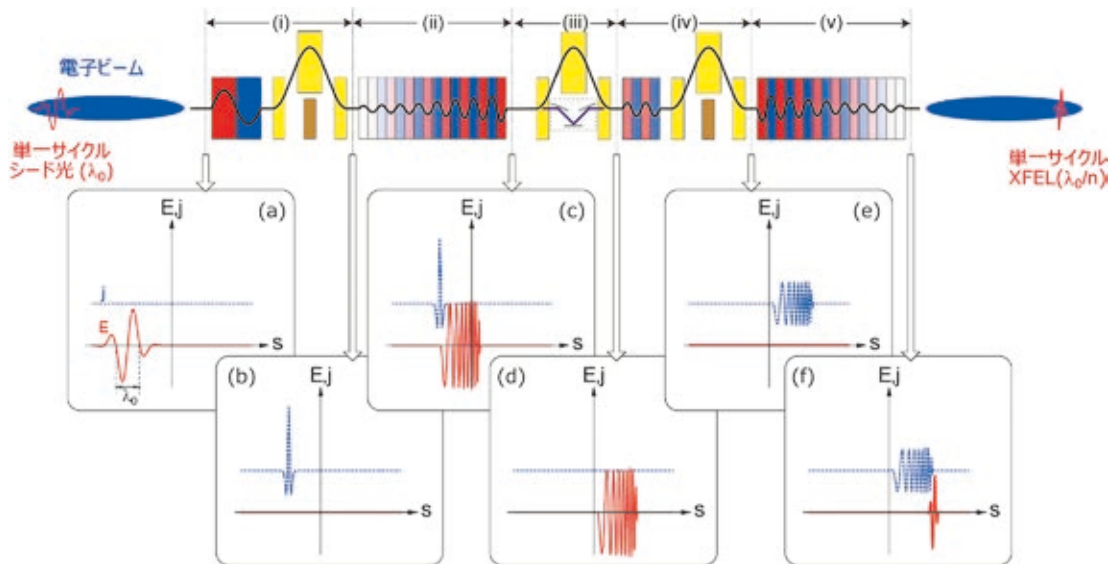 (i)
(ii)
(iii)
(iv)
(v)
電子ビーム
単一サイクル
シード光 (λ₀)
単一サイクル
XFEL(λ₀/n)
E,j
(a)
j
E
s
λ₀
E,j
(c)
s
E,j
(e)
s
(b)
E,j
s
(d)
E,j
s
E,j
(f)
s